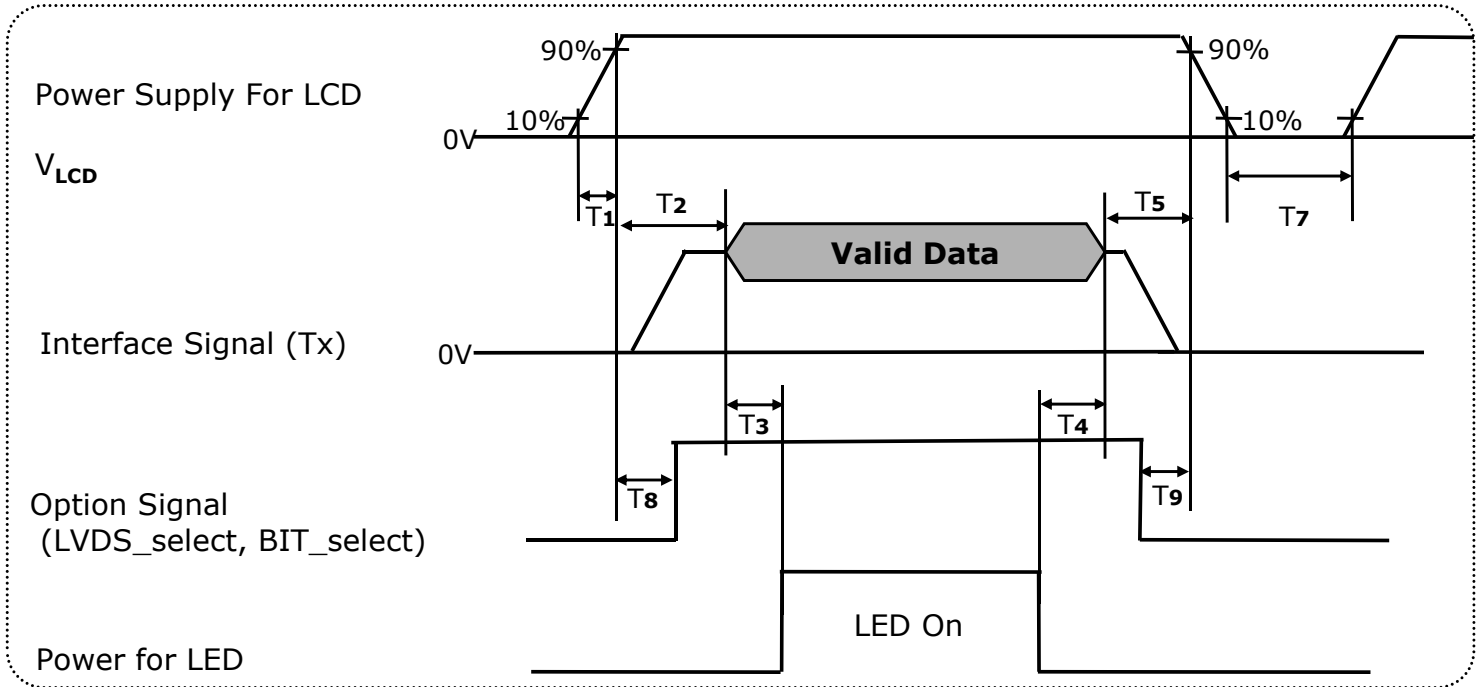 90%
90%
Power Supply For LCD
10%
10%
0V
VLCD
T1
T2
T5
T7
Valid Data
Interface Signal (Tx)
0V
T3
T4
T8
T9
Option Signal
(LVDS_select, BIT_select)
LED On
Power for LED